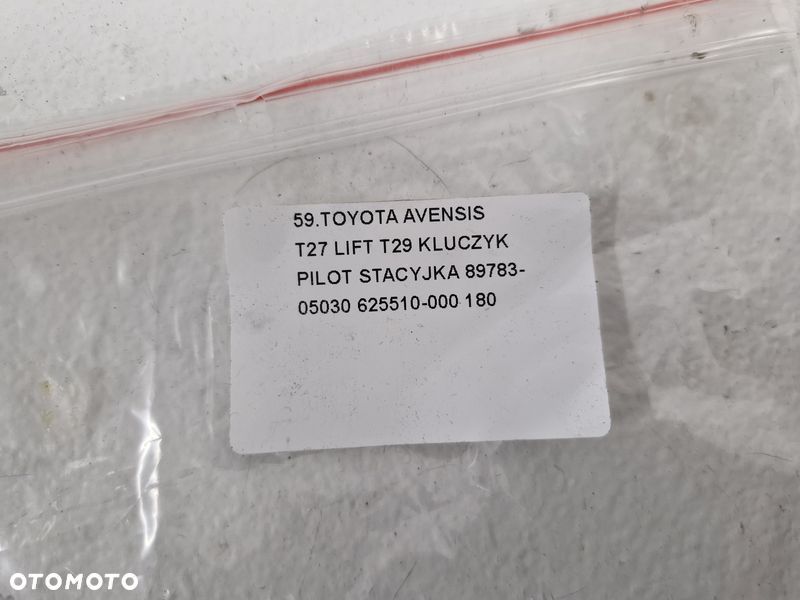 59.TOYOTA AVENSIS
T27 LIFT T29 KLUCZYK
PILOT STACYJKA 89783-
05030 625510-000 180
OTOMOTO